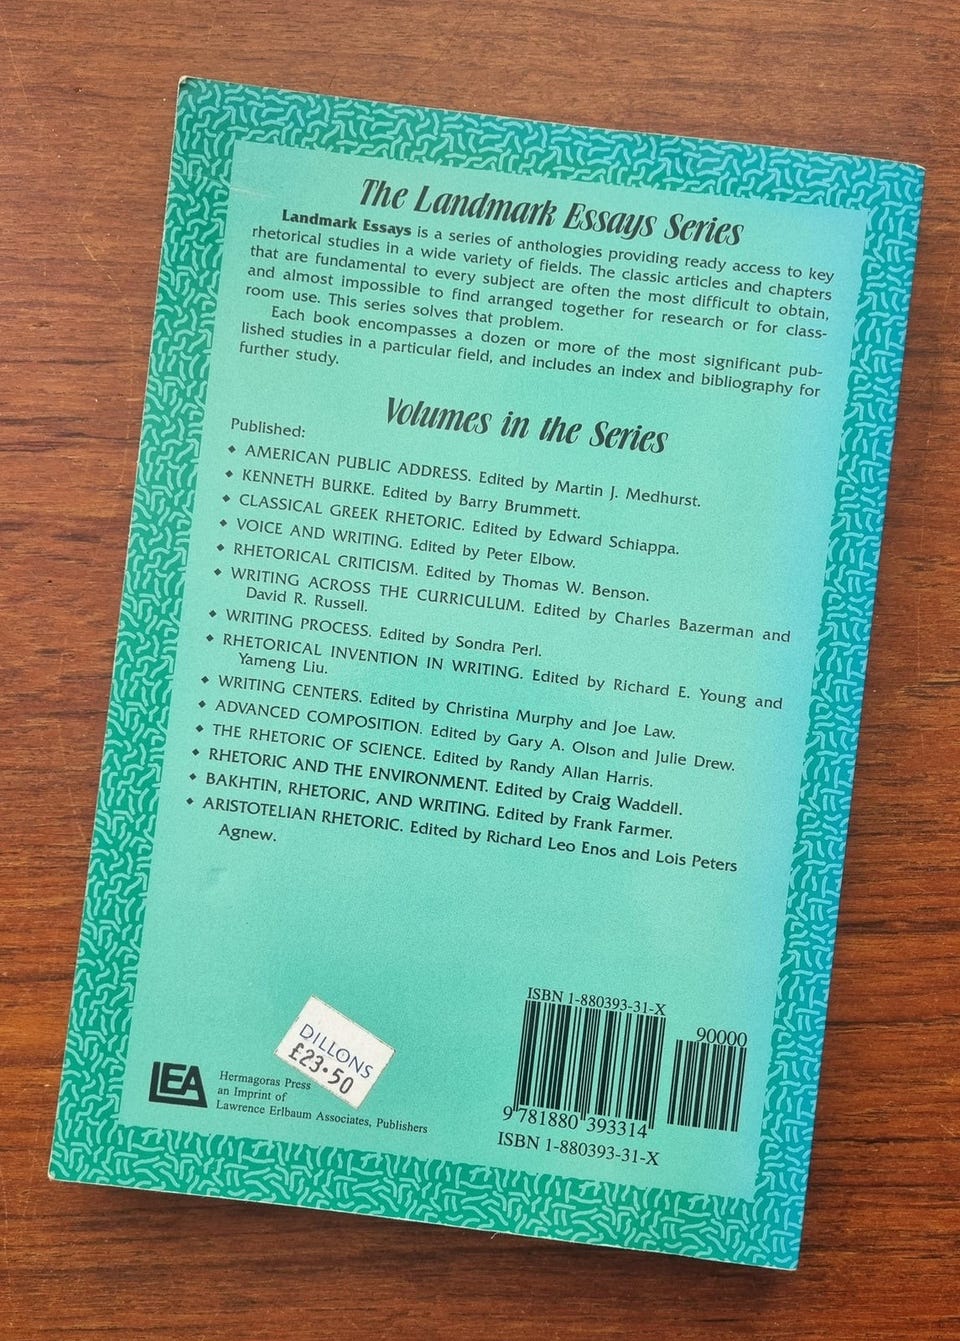 The Landmark Essays Series
Landmark Essays is a series of anthologies providing ready access to key
rhetorical studies in a wide variety of fields. The classic articles and chapters
that are fundamental to every subject are often the most difficult to obtain,
and almost impossible to find arranged together for research or for class-
room use. This series solves that problem.
Each book encompasses a dozen or more of the most significant pub-
lished studies in a particular field, and includes an index and bibliography for
further study.
Volumes in the Series
Published:
◆ AMERICAN PUBLIC ADDRESS. Edited by Martin J. Medhurst.
◆ KENNETH BURKE. Edited by Barry Brummett.
◆ CLASSICAL GREEK RHETORIC. Edited by Edward Schiappa.
◆ VOICE AND WRITING. Edited by Peter Elbow.
◆ RHETORICAL CRITICISM. Edited by Thomas W. Benson.
◆ WRITING ACROSS THE CURRICULUM. Edited by Charles Bazerman and
David R. Russell.
◆ WRITING PROCESS. Edited by Sondra Perl.
◆ RHETORICAL INVENTION IN WRITING. Edited by Richard E. Young and
Yameng Liu.
◆ WRITING CENTERS. Edited by Christina Murphy and Joe Law.
◆ ADVANCED COMPOSITION. Edited by Gary A. Olson and Julie Drew.
◆ THE RHETORIC OF SCIENCE. Edited by Randy Allan Harris.
◆ RHETORIC AND THE ENVIRONMENT. Edited by Craig Waddell.
◆ BAKHTIN, RHETORIC, AND WRITING. Edited by Frank Farmer.
◆ ARISTOTELIAN RHETORIC. Edited by Richard Leo Enos and Lois Peters
Agnew.
DILLONS
£23.50
LEA
Hermagoras Press
an Imprint of
Lawrence Erlbaum Associates, Publishers
ISBN 1-880393-31-X
90000
9 781880 393314
ISBN 1-880393-31-X